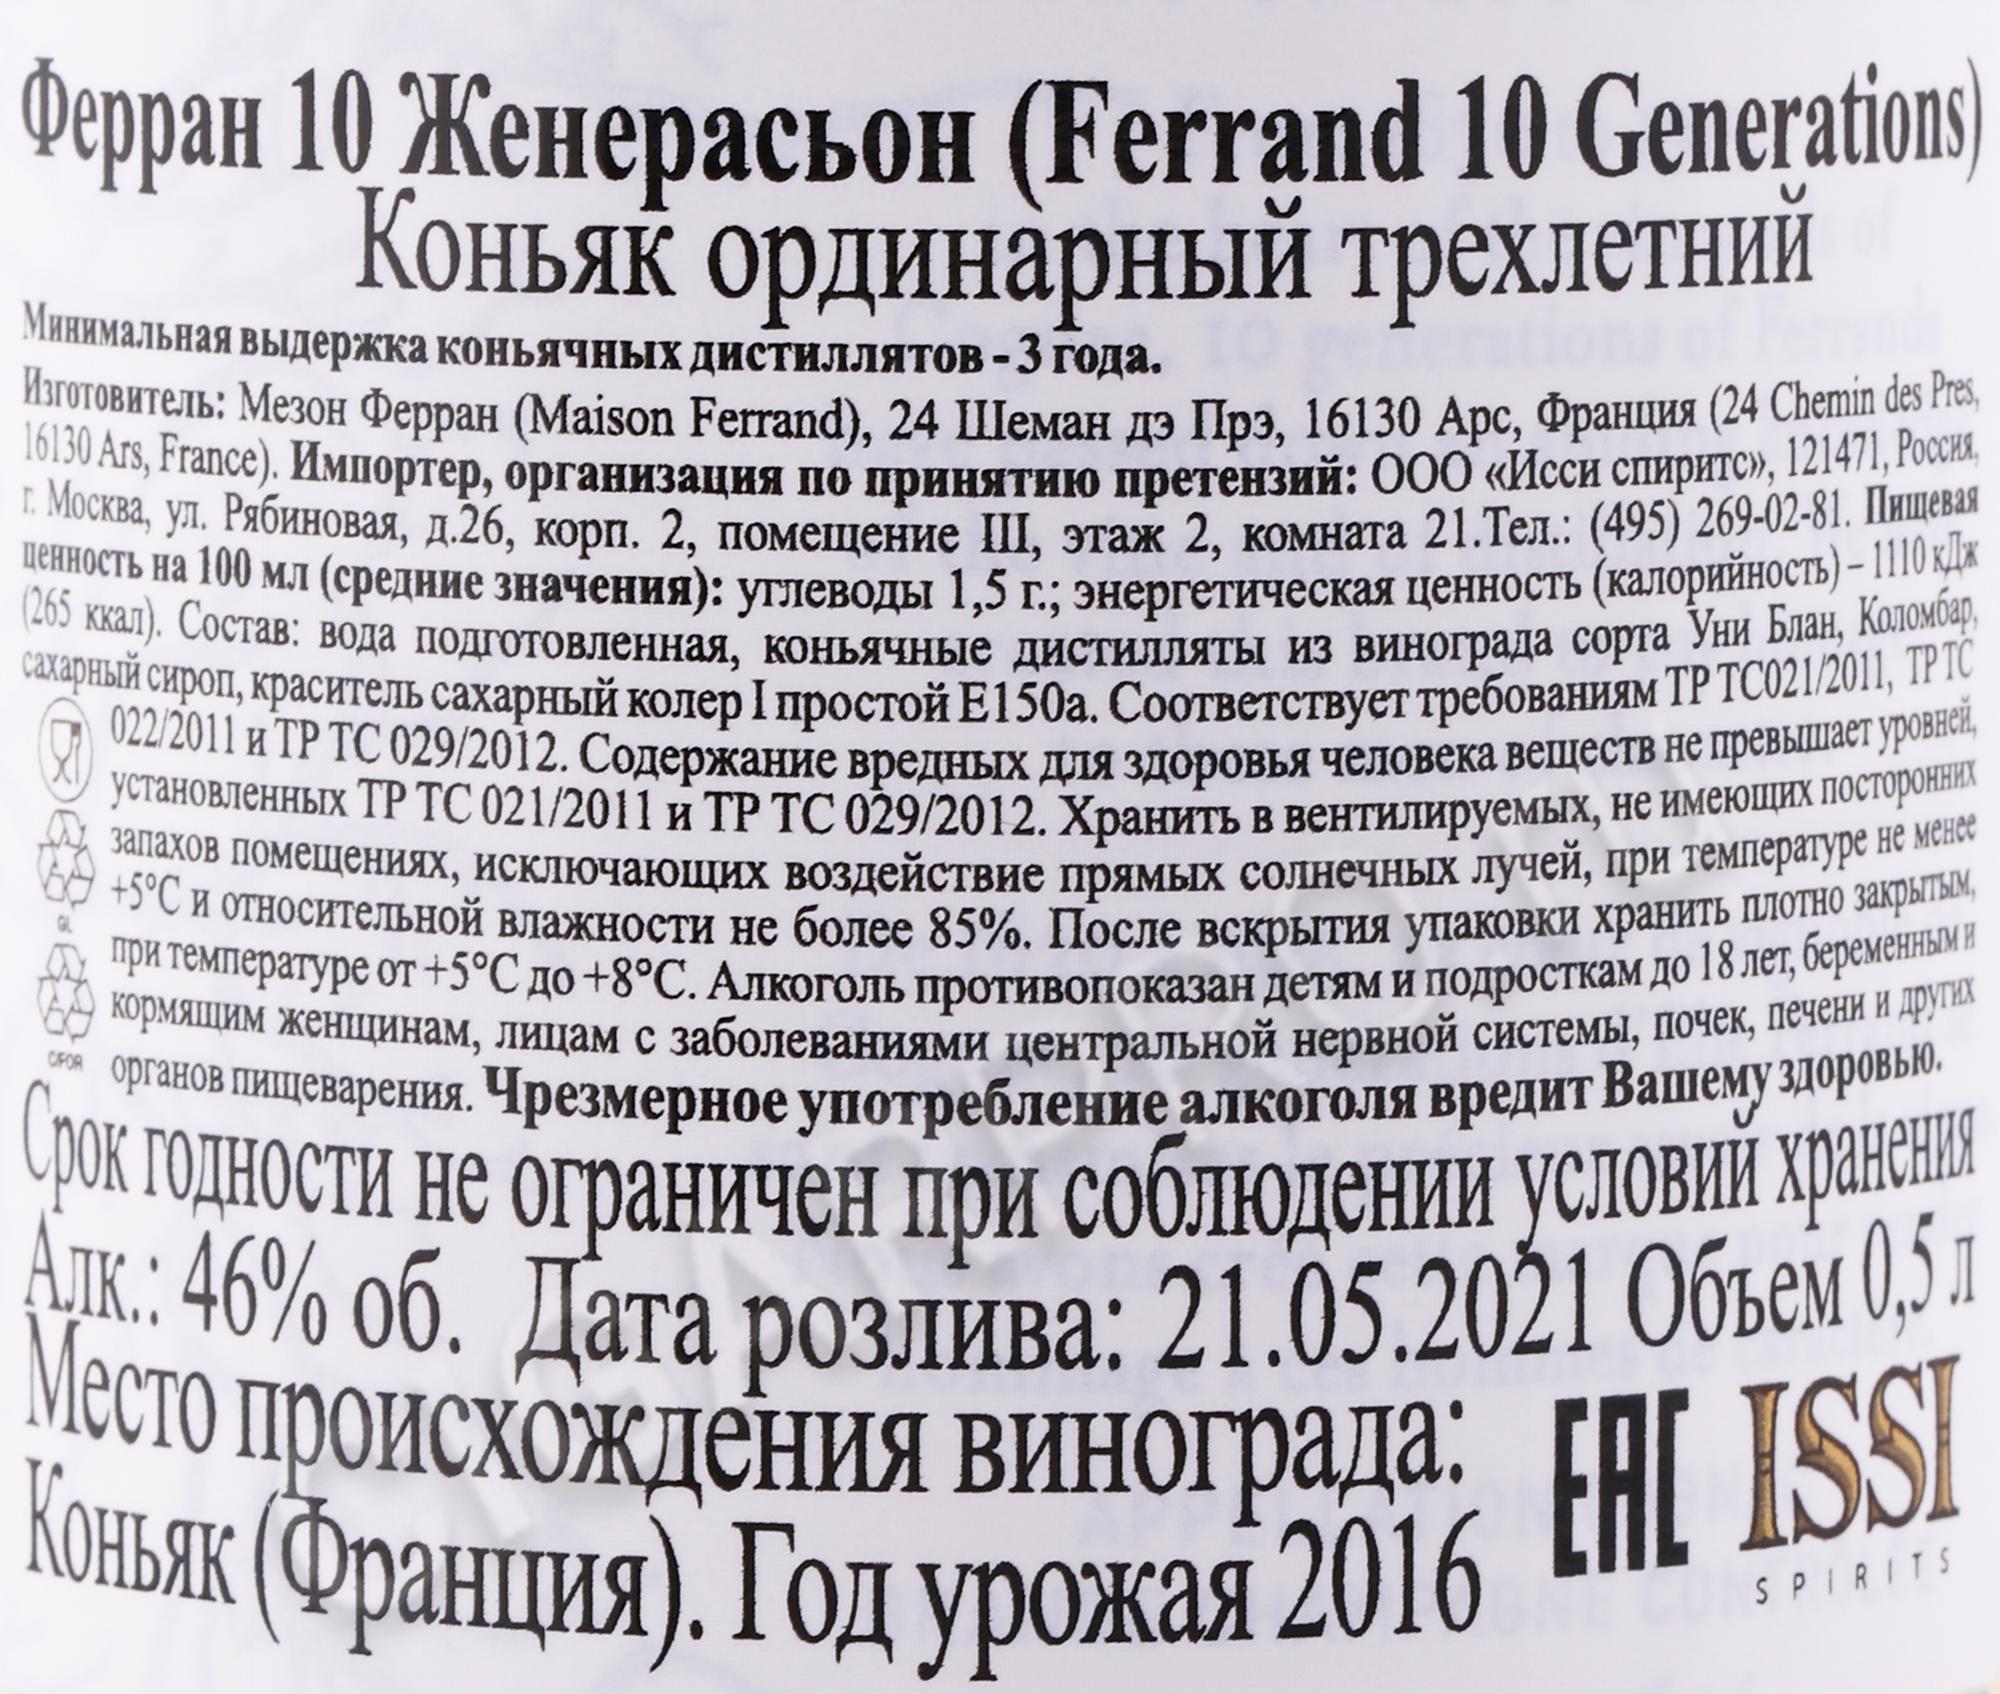 Ферран 10 Женерасьон (Ferrand 10 Generations)
Коньяк ординарный трехлетний
Минимальная выдержка коньячных дистиллятов - 3 года.
Изготовитель: Мезон Ферран (Maison Ferrand), 24 Шеман дэ Прэ, 16130 Арс, Франция (24 Chemin des Pres,
16130 Ars, France). Импортер, организация по принятию претензий: ООО «Исси спиритс», 121471, Россия,
г. Москва, ул. Рябиновая, д.26, корп. 2, помещение III, этаж 2, комната 21.Тел.: (495) 269-02-81. Пищевая
ценность на 100 мл (средние значения): углеводы 1,5 г.; энергетическая ценность (калорийность) – 1110 кДж
(265 ккал). Состав: вода подготовленная, коньячные дистилляты из винограда сорта Уни Блан, Коломбар,
сахарный сироп, краситель сахарный колер I простой Е150а. Соответствует требованиям ТР ТС021/2011, ТР ТС
022/2011 и ТР ТС 029/2012. Содержание вредных для здоровья человека веществ не превышает уровней,
установленных ТР ТС 021/2011 и ТР ТС 029/2012. Хранить в вентилируемых, не имеющих посторонних
запахов помещениях, исключающих воздействие прямых солнечных лучей, при температуре не менее
+5°С и относительной влажности не более 85%. После вскрытия упаковки хранить плотно закрытым,
GL
при температуре от +5°С до +8°С. Алкоголь противопоказан детям и подросткам до 18 лет, беременным и
кормящим женщинам, лицам с заболеваниями центральной нервной системы, почек, печени и других
C/FOR
органов пищеварения. Чрезмерное употребление алкоголя вредит Вашему здоровью.
Срок годности не ограничен при соблюдении условий хранения
Алк.: 46% об. Дата розлива: 21.05.2021 Объем 0,5 л
Место происхождения винограда:
Коньяк (Франция). Год урожая 2016
EAC
ISSI
SPIRITS